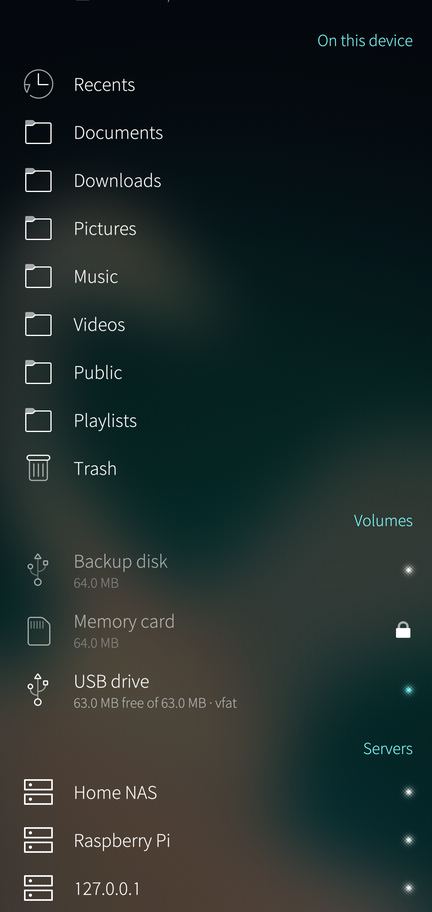 On this device
Recents
Documents
Downloads
Pictures
Music
Videos
Public
Playlists
Trash
Volumes
Backup disk
64.0 MB
Memory card
64.0 MB
USB drive
63.0 MB free of 63.0 MB · vfat
Servers
Home NAS
Raspberry Pi
127.0.0.1